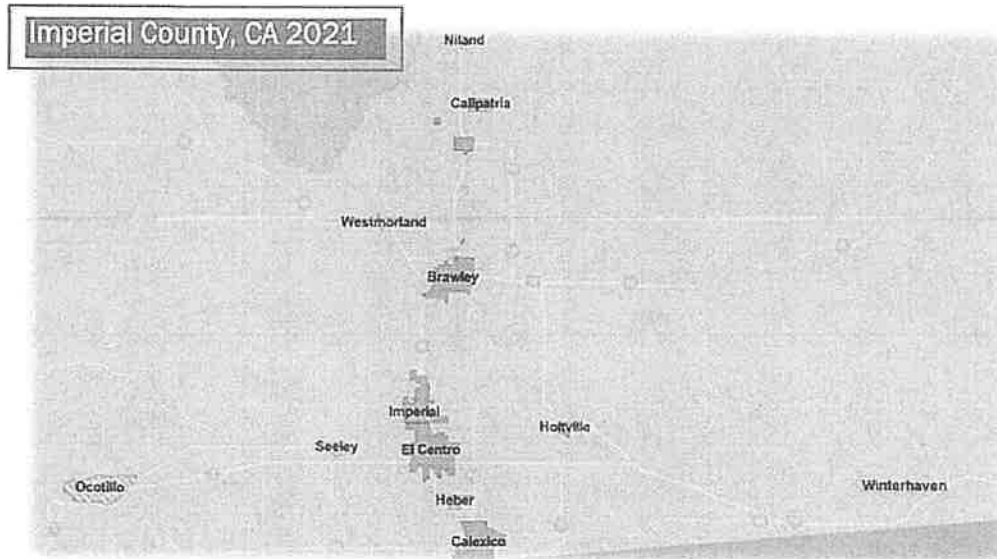 Imperial County, CA 2021
Niland
Calipatria
Westmorland
Brawley
Imperial
Holtville
Seeley
El Centro
Ocotillo
Winterhaven
Heber
Calexico